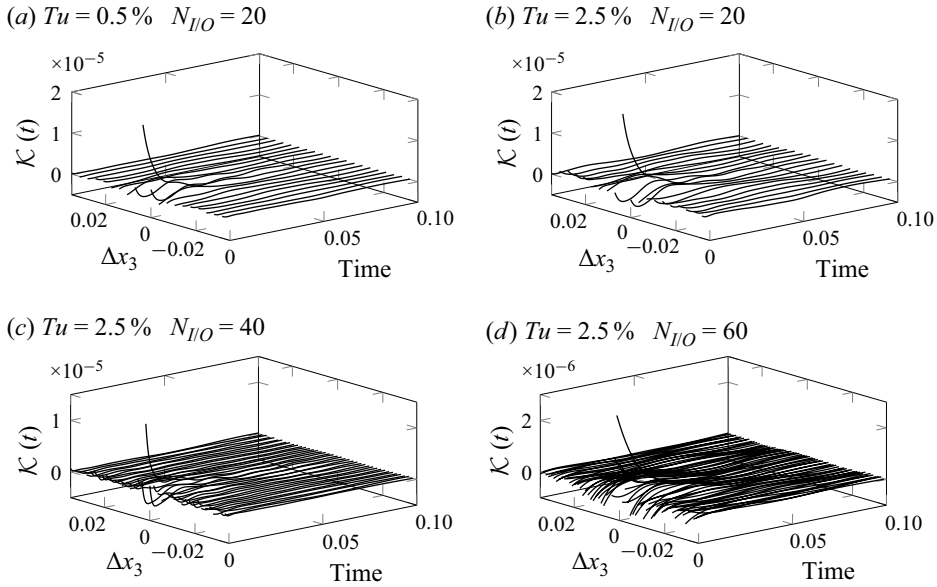 (a) Tu = 0.5 % N_{I/O} = 20
×10⁻⁵
2
1
0
K (t)
0.02
0
−0.02
Δx₃
0
0.05
0.10
Time
(b) Tu = 2.5 % N_{I/O} = 20
×10⁻⁵
2
1
0
K (t)
0.02
0
−0.02
Δx₃
0
0.05
0.10
Time
(c) Tu = 2.5 % N_{I/O} = 40
×10⁻⁵
1
0
K (t)
0.02
0
−0.02
Δx₃
0
0.05
0.10
Time
(d) Tu = 2.5 % N_{I/O} = 60
×10⁻⁶
2
0
K (t)
0.02
0
−0.02
Δx₃
0
0.05
0.10
Time